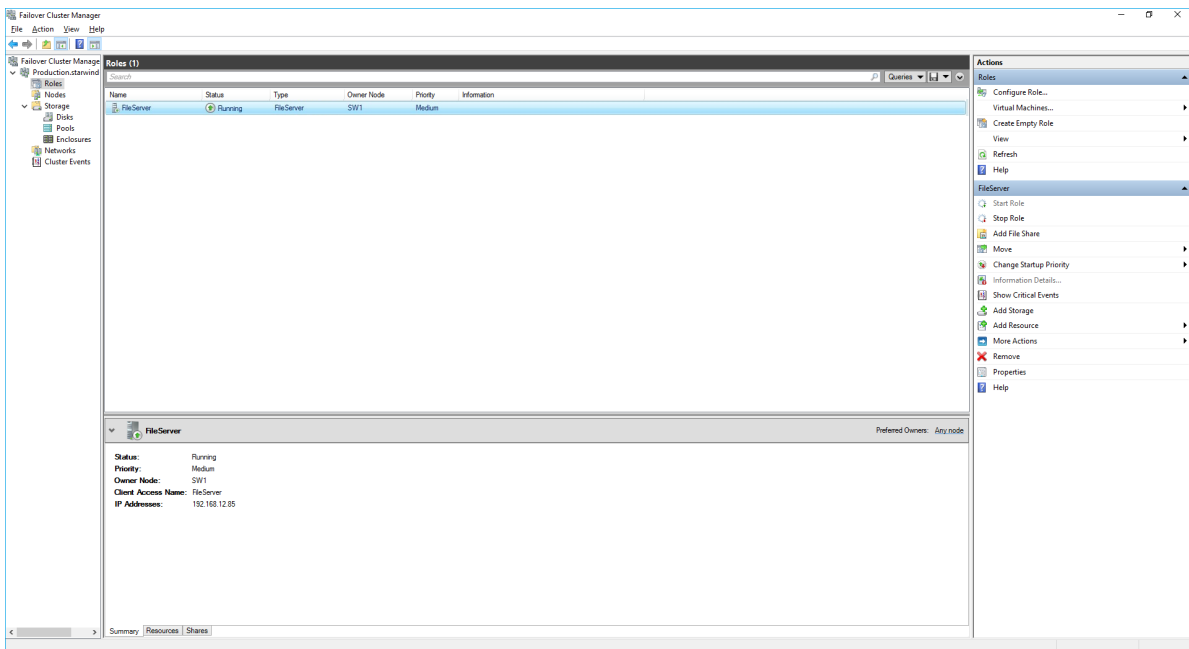 Failover Cluster Manager
File Action View Help
Failover Cluster Manage
Production.starwind
Roles
Nodes
Storage
Disks
Pools
Enclosures
Networks
Cluster Events
Roles (1)
Search
Queries
Name Status Type Owner Node Priority Information
FileServer Running FileServer SW1 Medium
FileServer
Preferred Owners: Any node
Status: Running
Priority: Medium
Owner Node: SW1
Client Access Name: FileServer
IP Addresses: 192.168.12.85
Summary Resources Shares
Actions
Roles
Configure Role...
Virtual Machines...
Create Empty Role
View
Refresh
Help
FileServer
Start Role
Stop Role
Add File Share
Move
Change Startup Priority
Information Details...
Show Critical Events
Add Storage
Add Resource
More Actions
Remove
Properties
Help